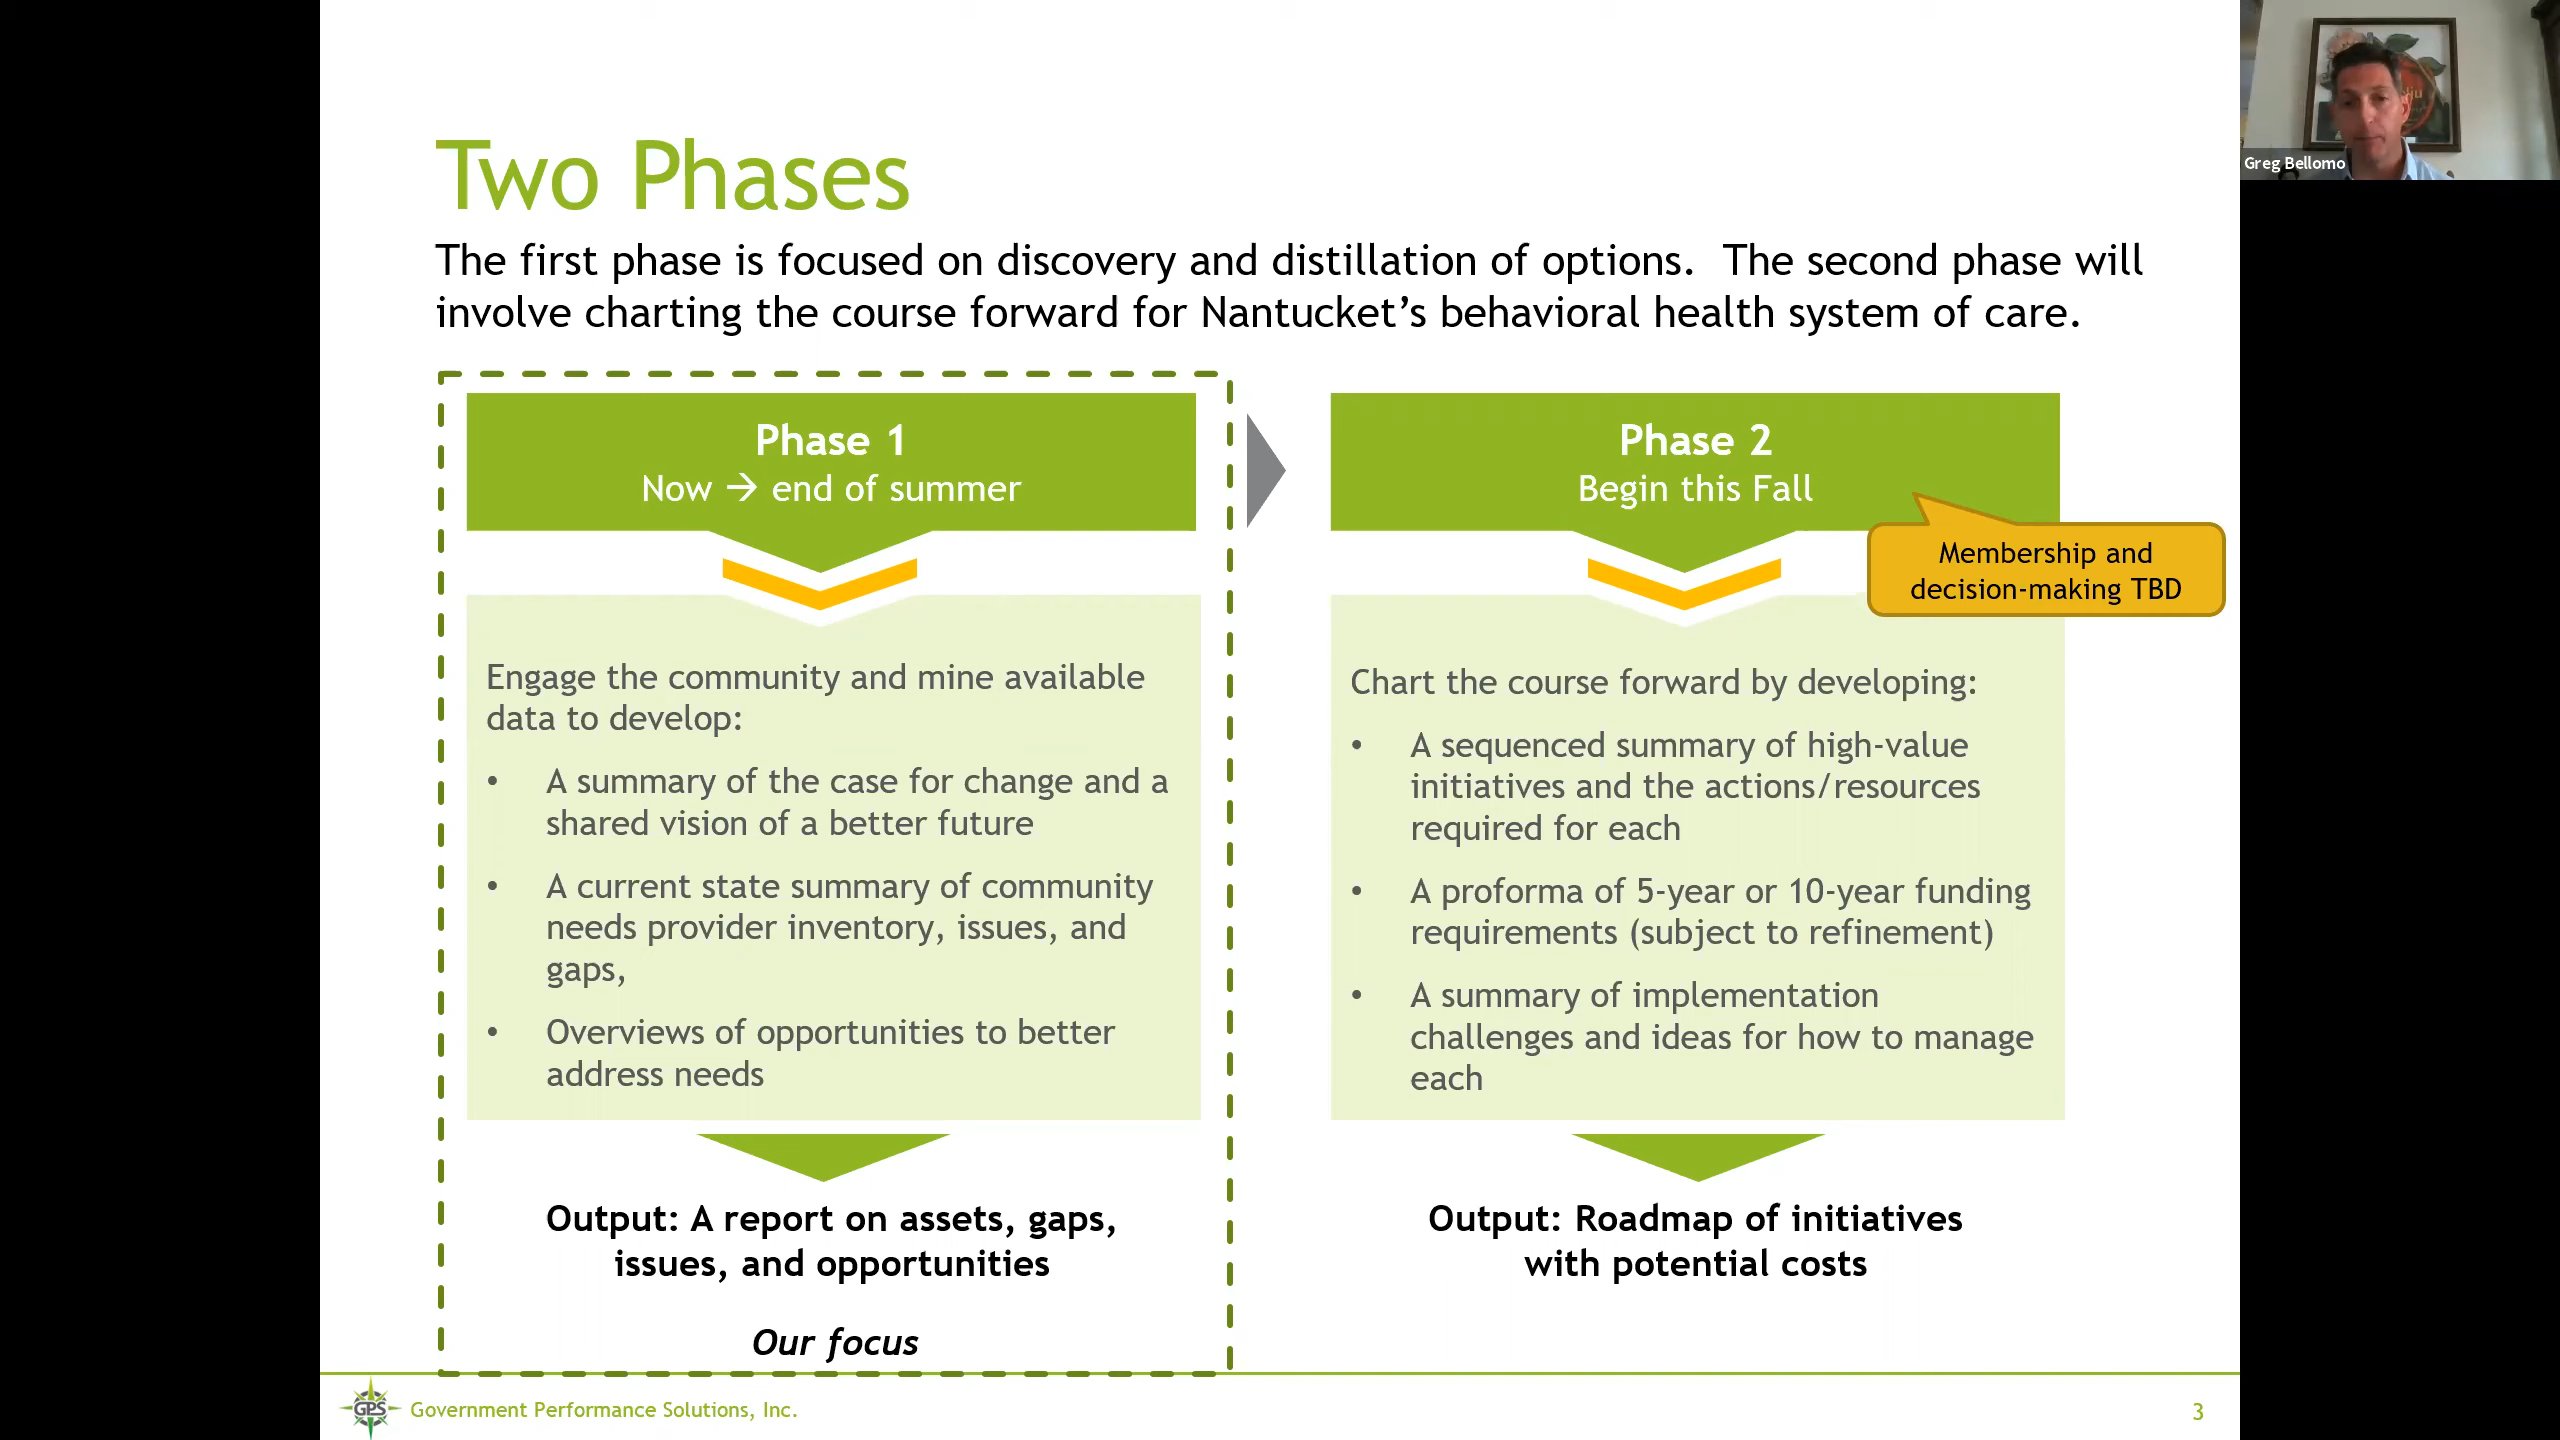 Two Phases
The first phase is focused on discovery and distillation of options.  The second phase will
involve charting the course forward for Nantucket’s behavioral health system of care.
Phase 1
Now → end of summer
Engage the community and mine available
data to develop:
• A summary of the case for change and a
shared vision of a better future
• A current state summary of community
needs provider inventory, issues, and
gaps,
• Overviews of opportunities to better
address needs
Output: A report on assets, gaps,
issues, and opportunities
Our focus
Phase 2
Begin this Fall
Membership and
decision-making TBD
Chart the course forward by developing:
• A sequenced summary of high-value
initiatives and the actions/resources
required for each
• A proforma of 5-year or 10-year funding
requirements (subject to refinement)
• A summary of implementation
challenges and ideas for how to manage
each
Output: Roadmap of initiatives
with potential costs
GPS
Government Performance Solutions, Inc.
3
Greg Bellomo